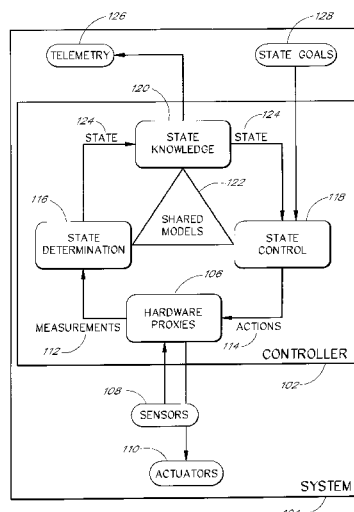 126
128
TELEMETRY
STATE GOALS
120
124
124
STATE
STATE KNOWLEDGE
STATE
116
122
118
STATE DETERMINATION
SHARED MODELS
STATE CONTROL
106
HARDWARE PROXIES
MEASUREMENTS
ACTIONS
112
114
CONTROLLER
108
102
SENSORS
110
ACTUATORS
SYSTEM